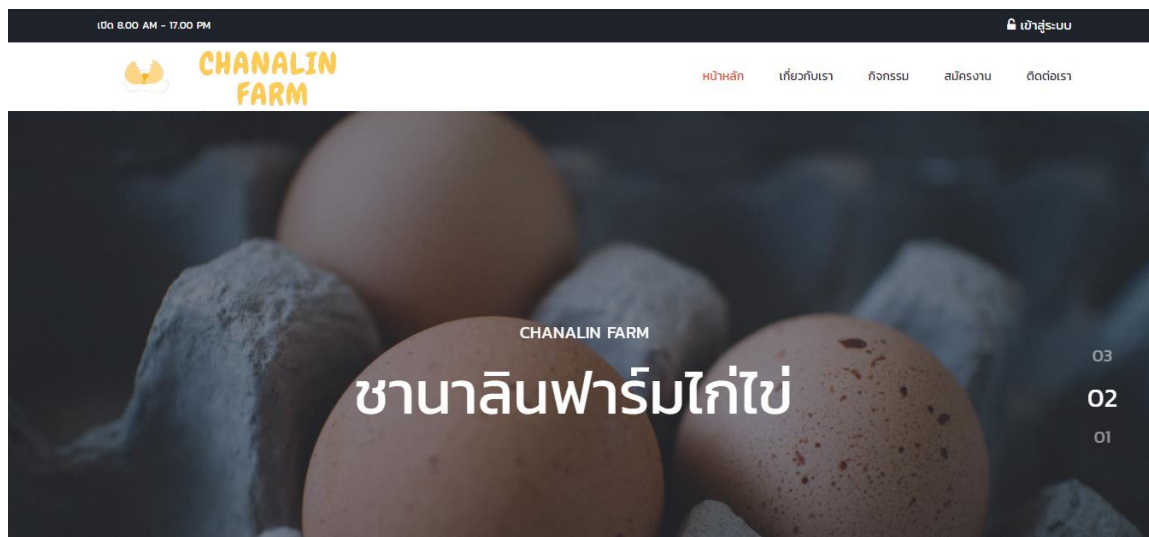 เปิด 8.00 AM - 17.00 PM
เข้าสู่ระบบ
CHANALIN
FARM
หน้าหลัก เกี่ยวกับเรา กิจกรรม สมัครงาน ติดต่อเรา
CHANALIN FARM
ชานาลินฟาร์มไก่ไข่
03
02
01